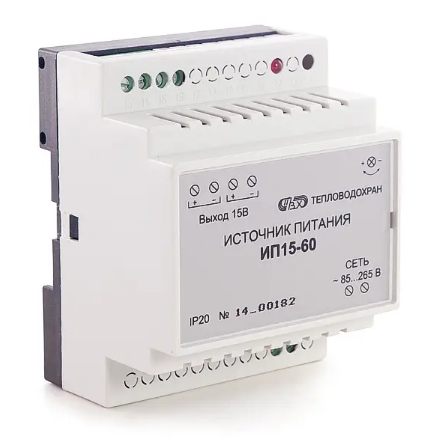 + -
+ - + -
Выход 15В
ТЕПЛОВОДОХРАН
ИСТОЧНИК ПИТАНИЯ
ИП15-60
СЕТЬ
~ 85...265 В
IP20 № 14_00182